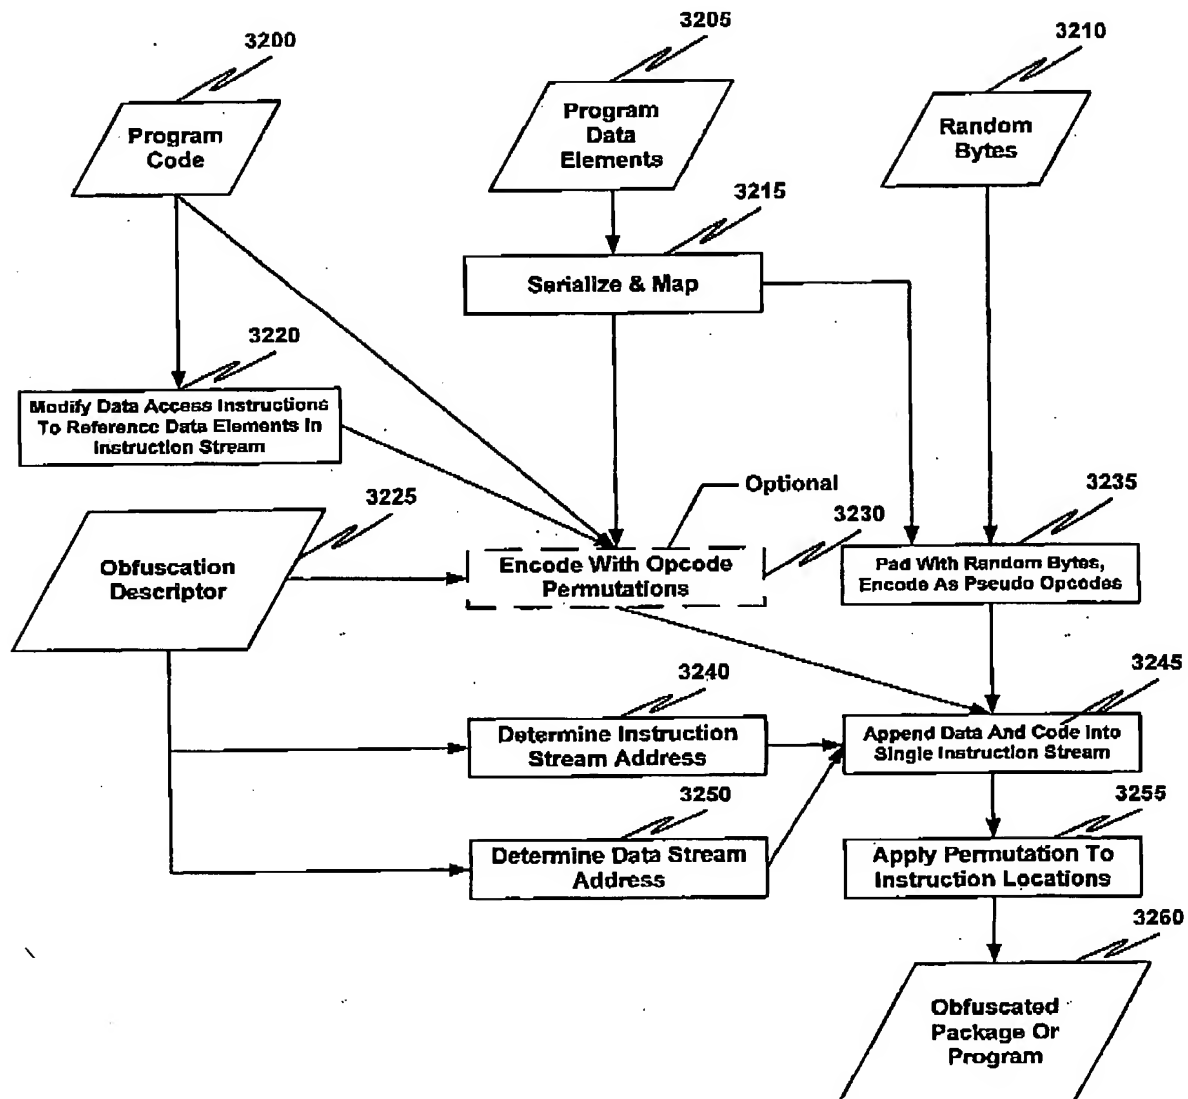 3200
3205
3210
Program
Code
Program
Data
Elements
Random
Bytes
3215
Serialize & Map
3220
Modify Data Access Instructions
To Reference Data Elements In
Instruction Stream
3225
Obfuscation
Descriptor
Optional
3230
Encode With Opcode
Permutations
3235
Pad With Random Bytes,
Encode As Pseudo Opcodes
3240
Determine Instruction
Stream Address
3245
Append Data And Code Into
Single Instruction Stream
3250
Determine Data Stream
Address
3255
Apply Permutation To
Instruction Locations
3260
Obfuscated
Package Or
Program